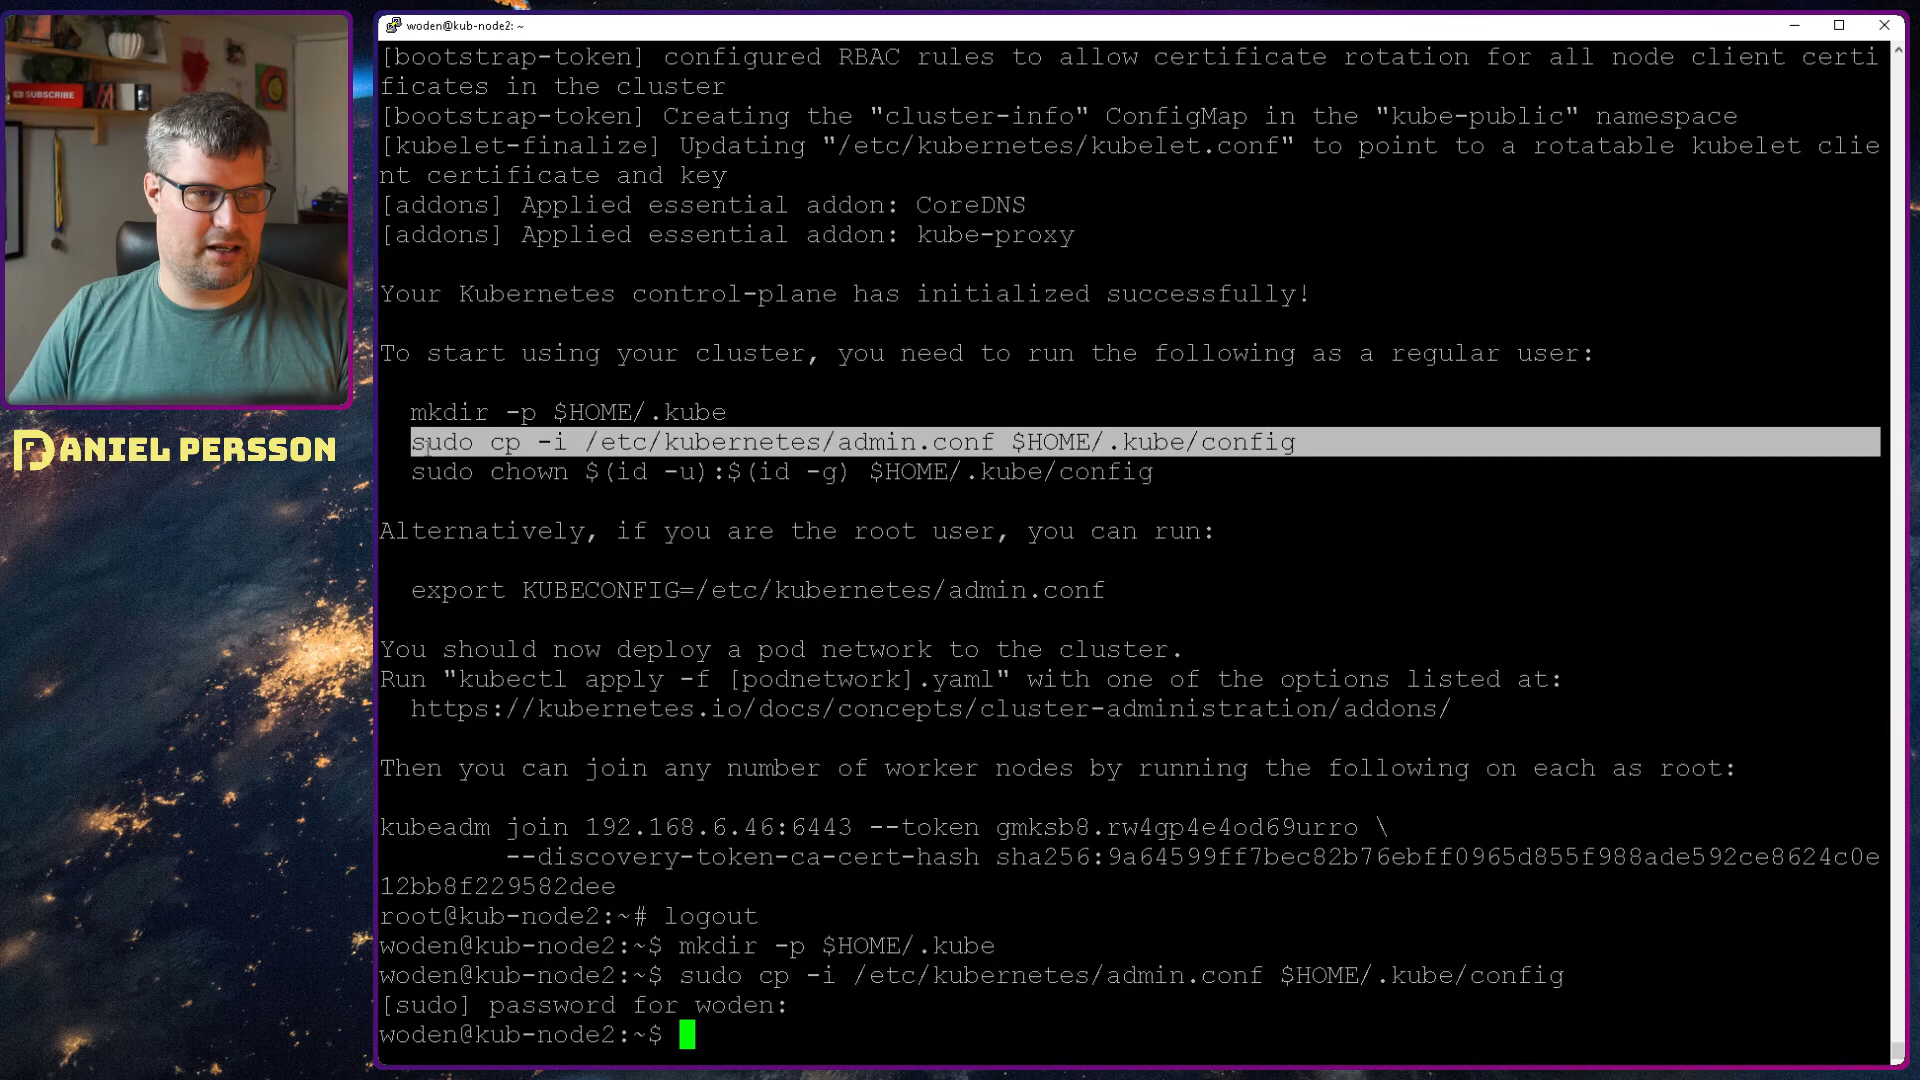 woden@kub-node2: ~
[bootstrap-token] configured RBAC rules to allow certificate rotation for all node client certi
ficates in the cluster
[bootstrap-token] Creating the "cluster-info" ConfigMap in the "kube-public" namespace
[kubelet-finalize] Updating "/etc/kubernetes/kubelet.conf" to point to a rotatable kubelet clie
nt certificate and key
[addons] Applied essential addon: CoreDNS
[addons] Applied essential addon: kube-proxy
Your Kubernetes control-plane has initialized successfully!
To start using your cluster, you need to run the following as a regular user:
mkdir -p $HOME/.kube
sudo cp -i /etc/kubernetes/admin.conf $HOME/.kube/config
sudo chown $(id -u):$(id -g) $HOME/.kube/config
Alternatively, if you are the root user, you can run:
export KUBECONFIG=/etc/kubernetes/admin.conf
You should now deploy a pod network to the cluster.
Run "kubectl apply -f [podnetwork].yaml" with one of the options listed at:
https://kubernetes.io/docs/concepts/cluster-administration/addons/
Then you can join any number of worker nodes by running the following on each as root:
kubeadm join 192.168.6.46:6443 --token gmksb8.rw4gp4e4od69urro \
--discovery-token-ca-cert-hash sha256:9a64599ff7bec82b76ebff0965d855f988ade592ce8624c0e
12bb8f229582dee
root@kub-node2:~# logout
woden@kub-node2:~$ mkdir -p $HOME/.kube
woden@kub-node2:~$ sudo cp -i /etc/kubernetes/admin.conf $HOME/.kube/config
[sudo] password for woden:
woden@kub-node2:~$
SUBSCRIBE
DANIEL PERSSON